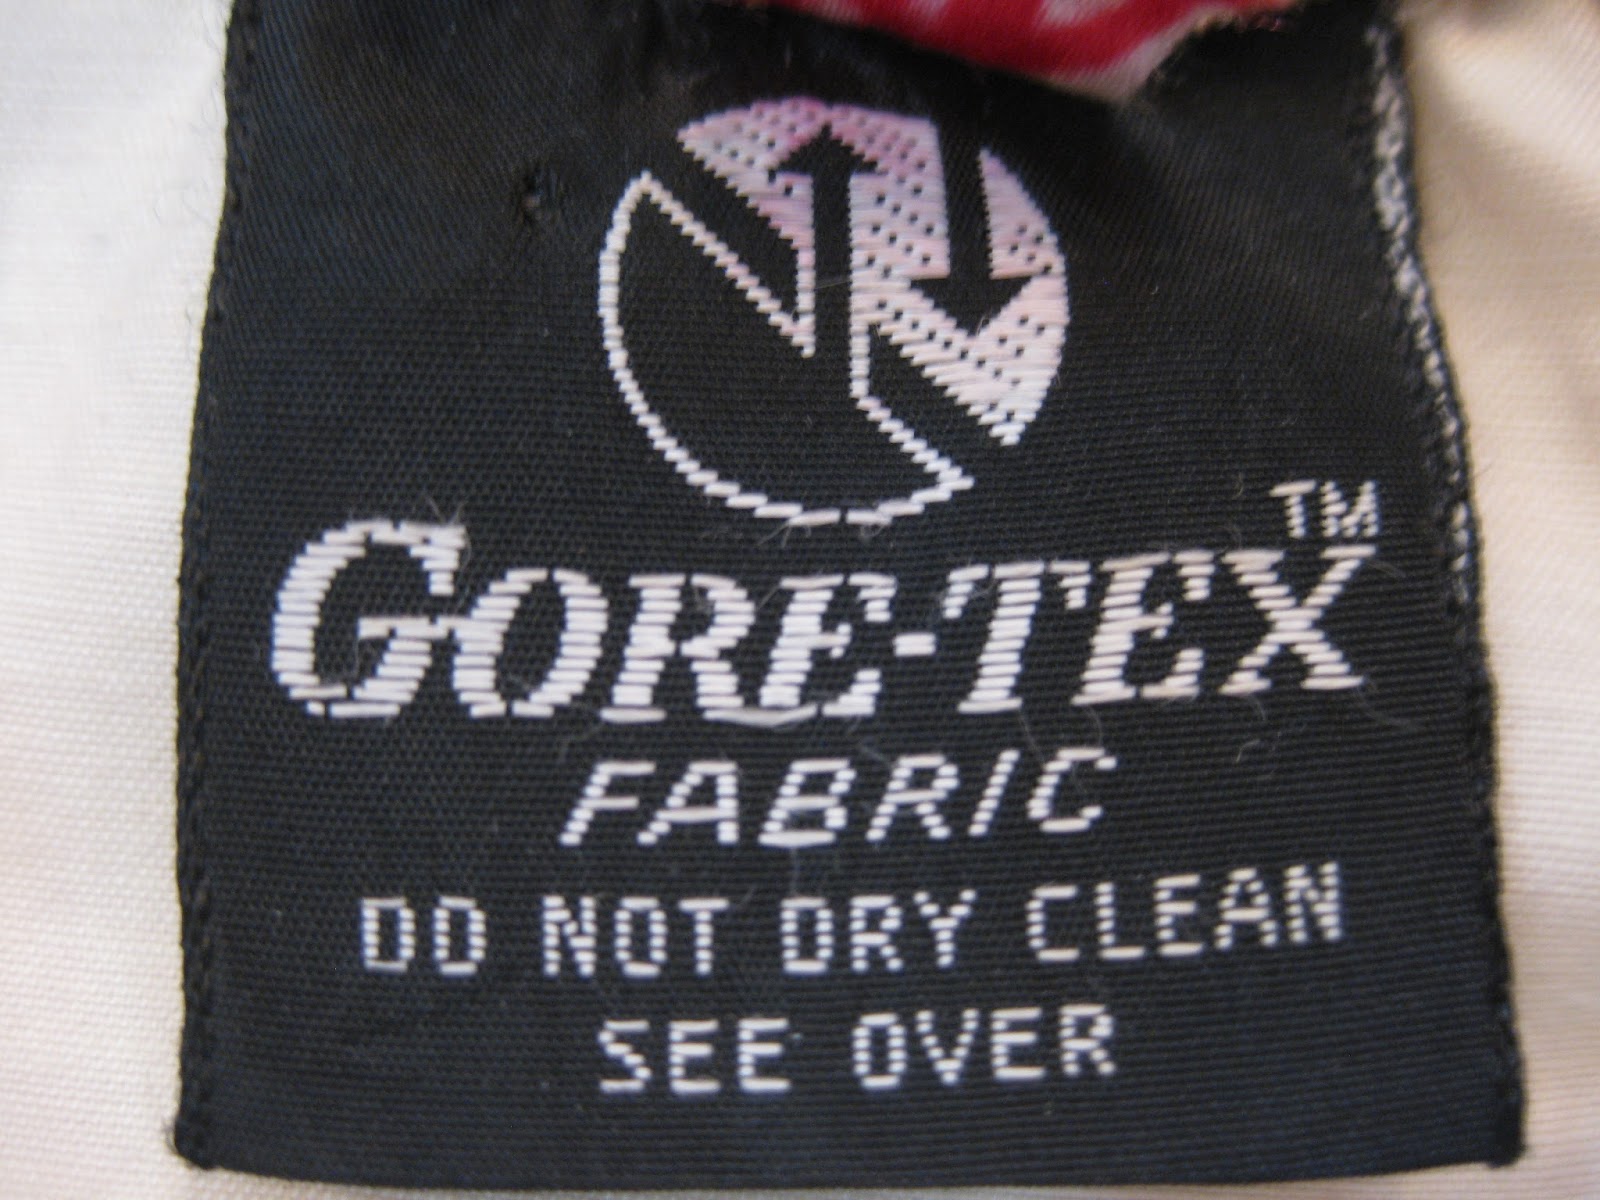 GORE-TEX™
FABRIC
DO NOT DRY CLEAN
SEE OVER